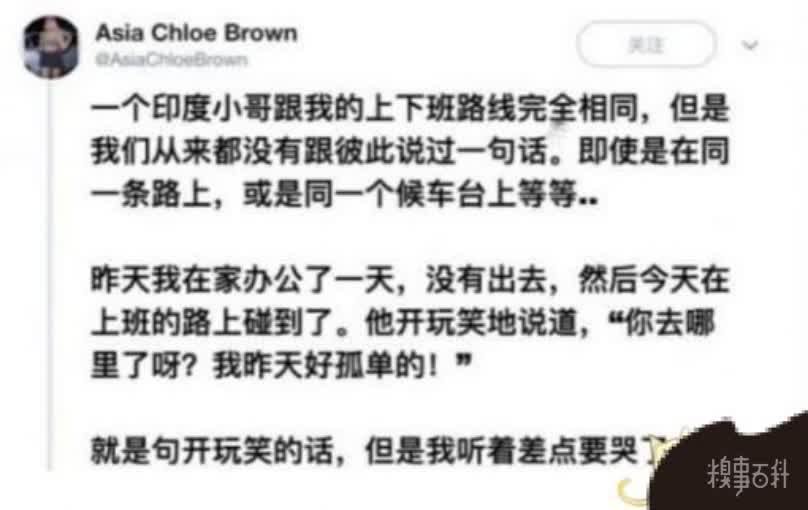 Asia Chloe Brown
@AsiaChloeBrown
关注
一个印度小哥跟我的上下班路线完全相同，但是
我们从来都没有跟彼此说过一句话。即使是在同
一条路上，或是同一个候车台上等等..
昨天我在家办公了一天，没有出去，然后今天在
上班的路上碰到了。他开玩笑地说道，“你去哪
里了呀？我昨天好孤单的！”
就是句开玩笑的话，但是我听着差点要哭了
糗事百科